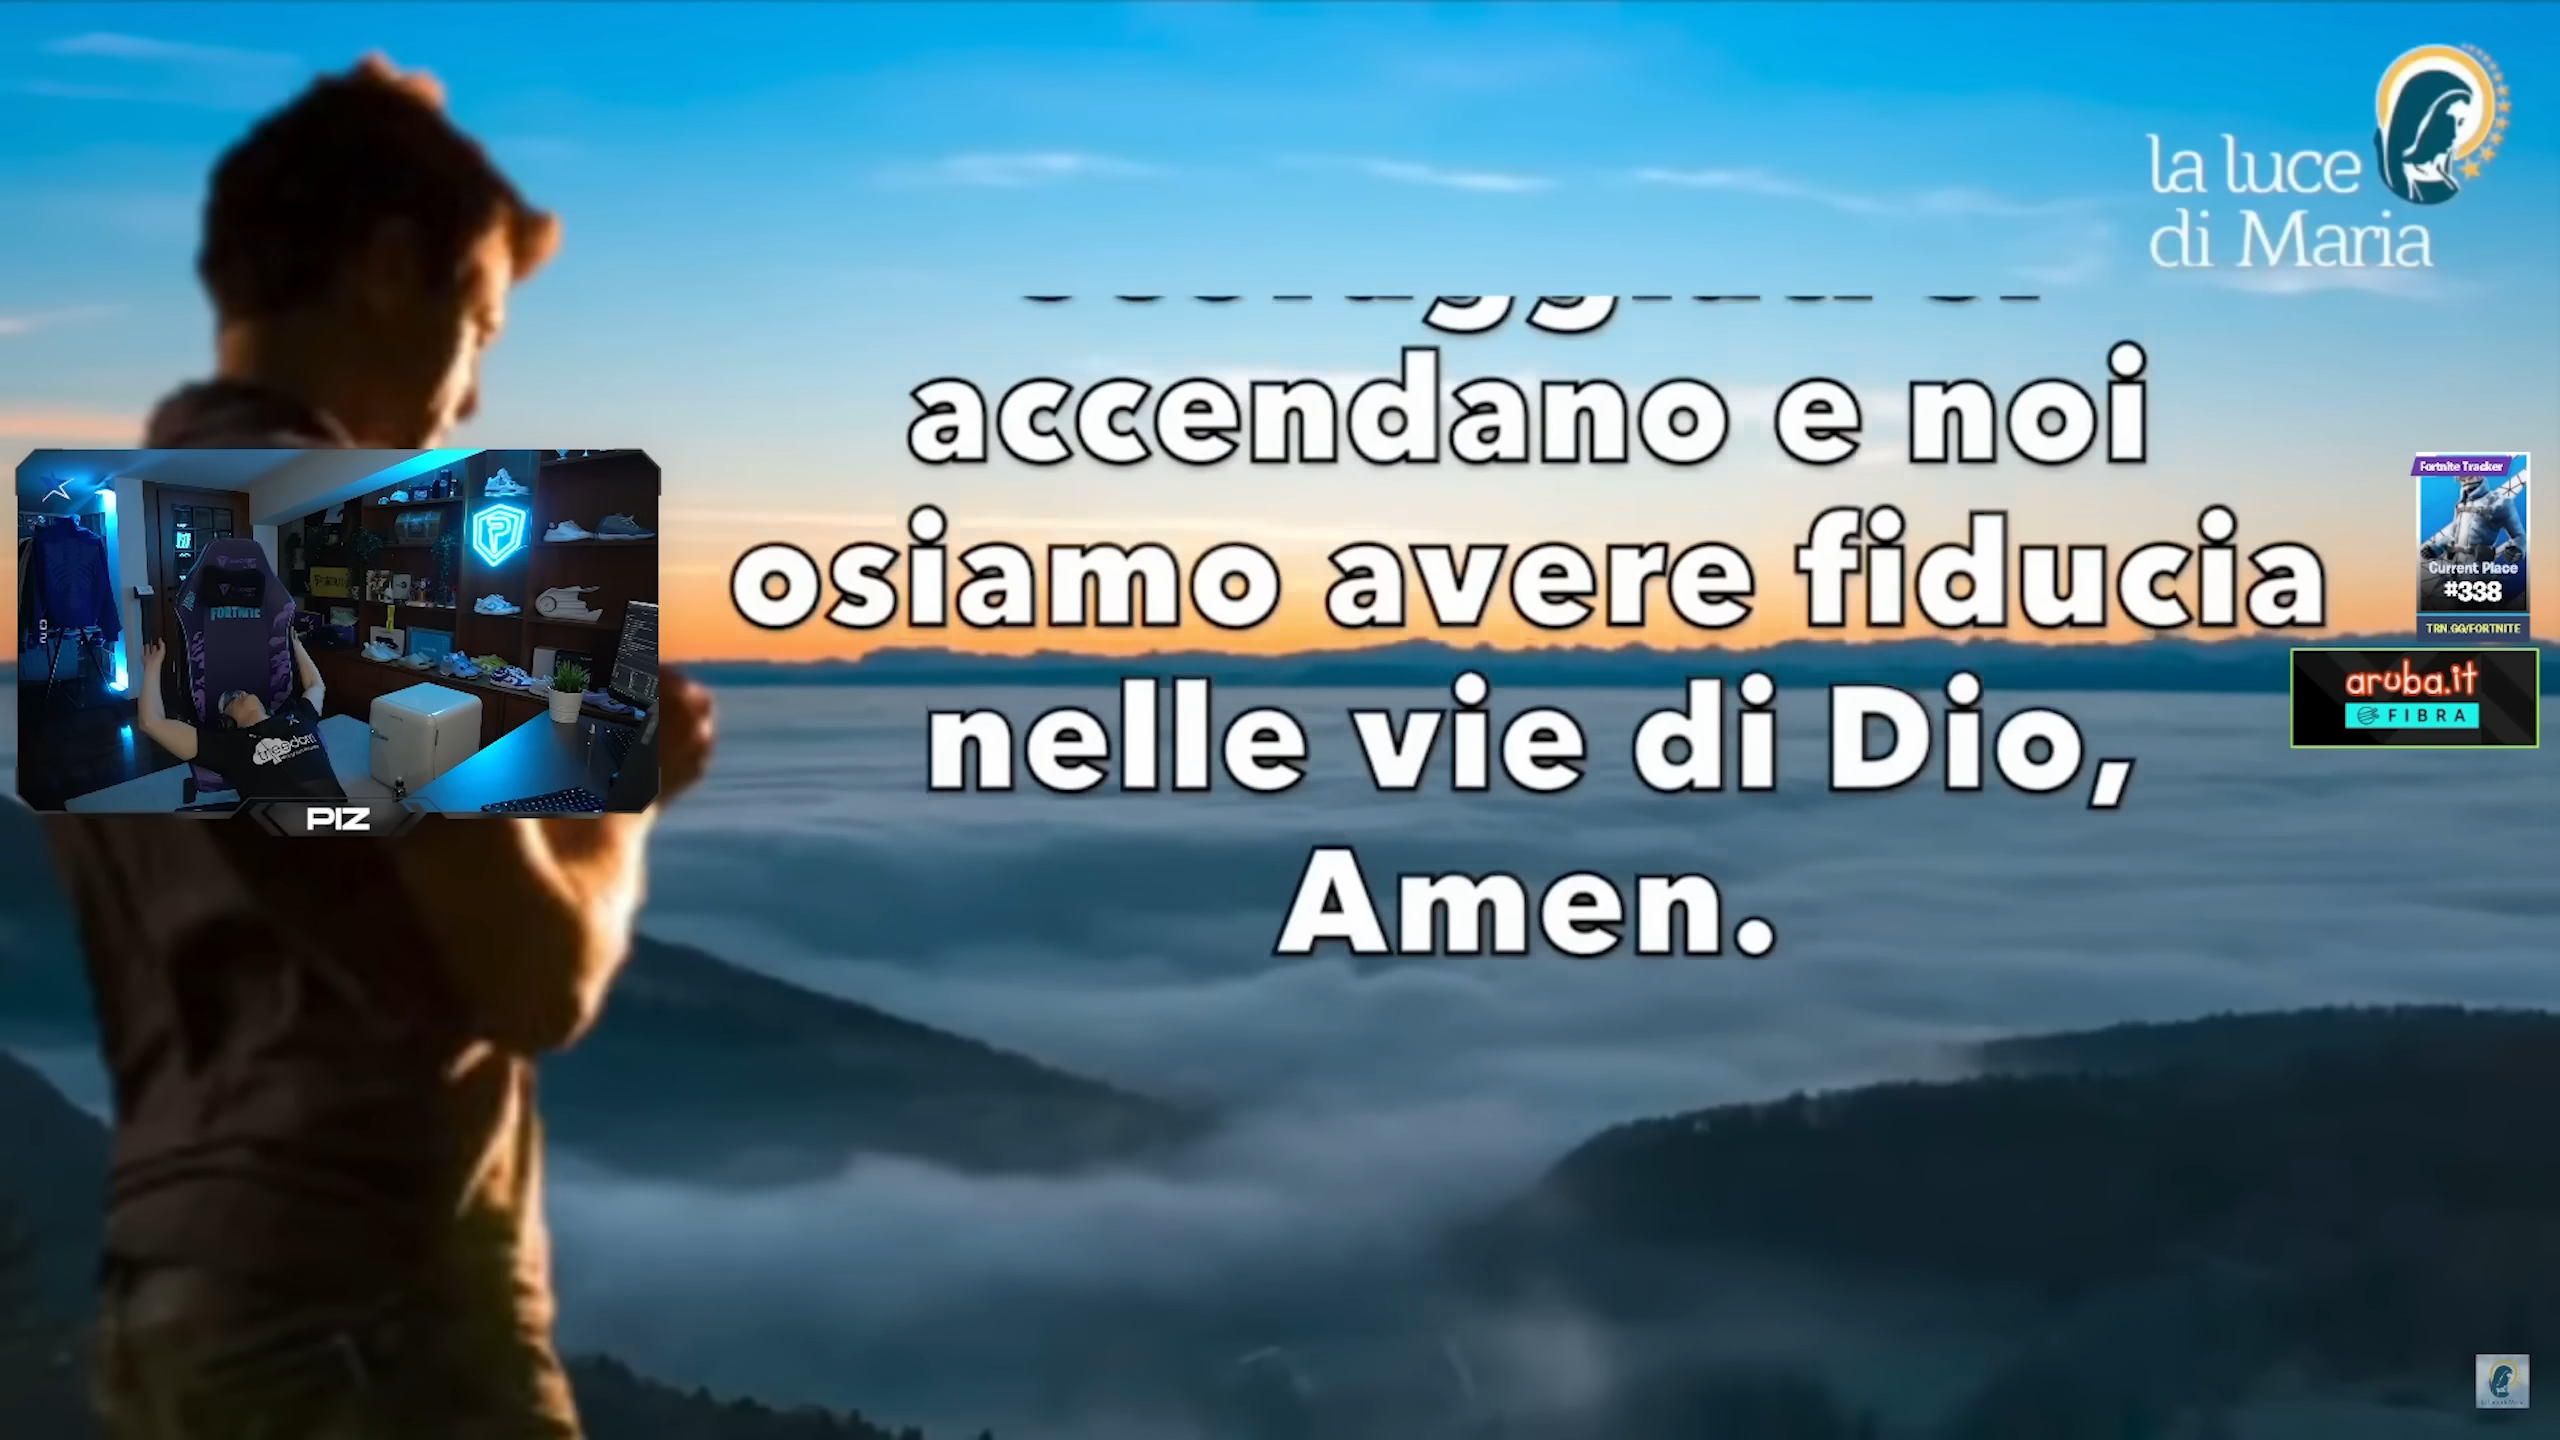 la luce
di Maria
accendano e noi
osiamo avere fiducia
nelle vie di Dio,
Amen.
FORTNITE
treedom
PIZ
Fortnite Tracker
Current Place
#338
TRN.GG/FORTNITE
aruba.it
FIBRA